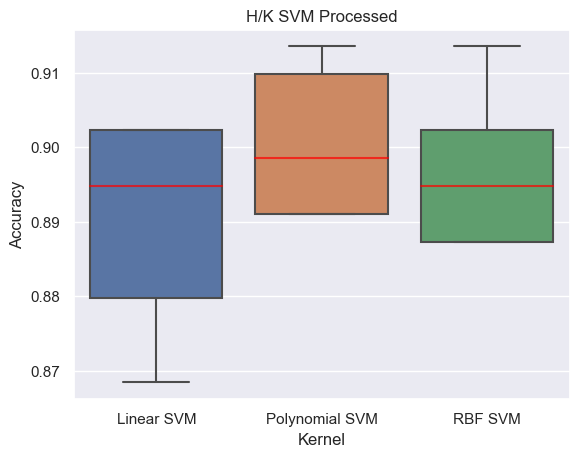 H/K SVM Processed
Accuracy
0.91
0.90
0.89
0.88
0.87
Linear SVM
Polynomial SVM
RBF SVM
Kernel